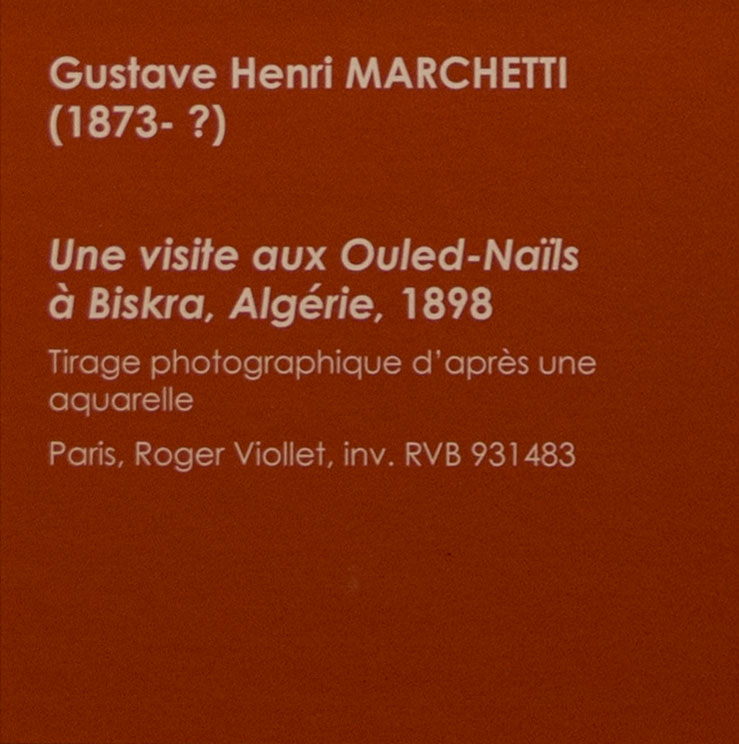 Gustave Henri MARCHETTI
(1873- ?)
Une visite aux Ouled-Naïls
à Biskra, Algérie, 1898
Tirage photographique d'après une
aquarelle
Paris, Roger Viollet, inv. RVB 931483